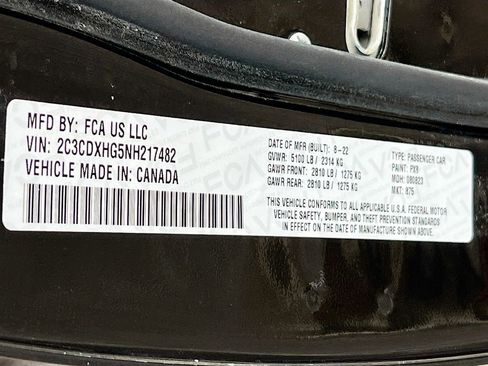 MFD BY: FCA US LLC
VIN: 2C3CDXHG5NH217482
VEHICLE MADE IN: CANADA
DATE OF MFR (BUILT): 8-22
GVWR: 5100 LB / 2314 KG
GAWR FRONT: 2810 LB / 1275 KG
GAWR REAR: 2810 LB / 1275 KG
TYPE: PASSENGER CAR
PAINT: PX8
MDH: 080823
MKT: 875
THIS VEHICLE CONFORMS TO ALL APPLICABLE U.S.A. FEDERAL MOTOR
VEHICLE SAFETY, BUMPER, AND THEFT PREVENTION STANDARDS
IN EFFECT ON THE DATE OF MANUFACTURE SHOWN ABOVE.